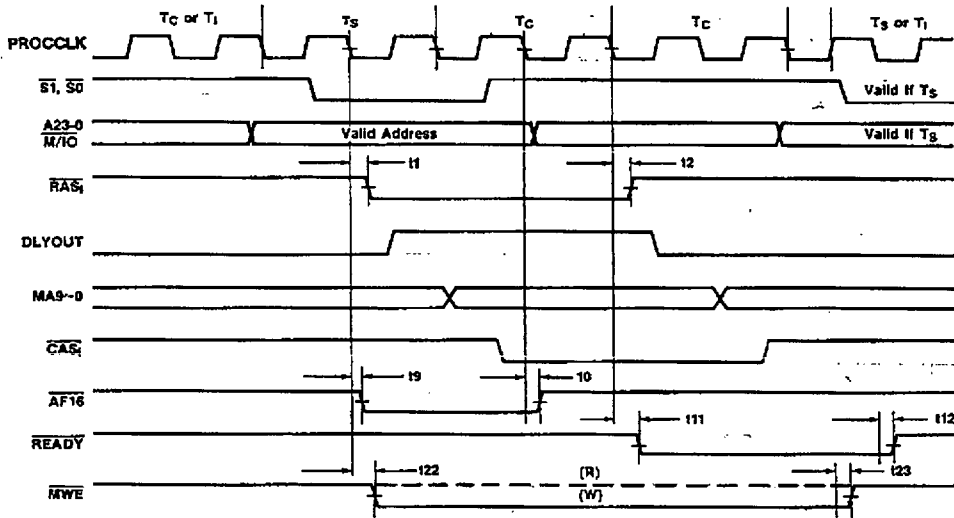 TC or TI TS TC TC TS or TI
PROCCLK
S1, S0 Valid If TS
A23-0
M/IO Valid Address Valid If TS
t1 t2
RASi
DLYOUT
MA9~0
CASi
t9 t0
AF16
t11 t12
READY
t22 (R) t23
(W)
MWE